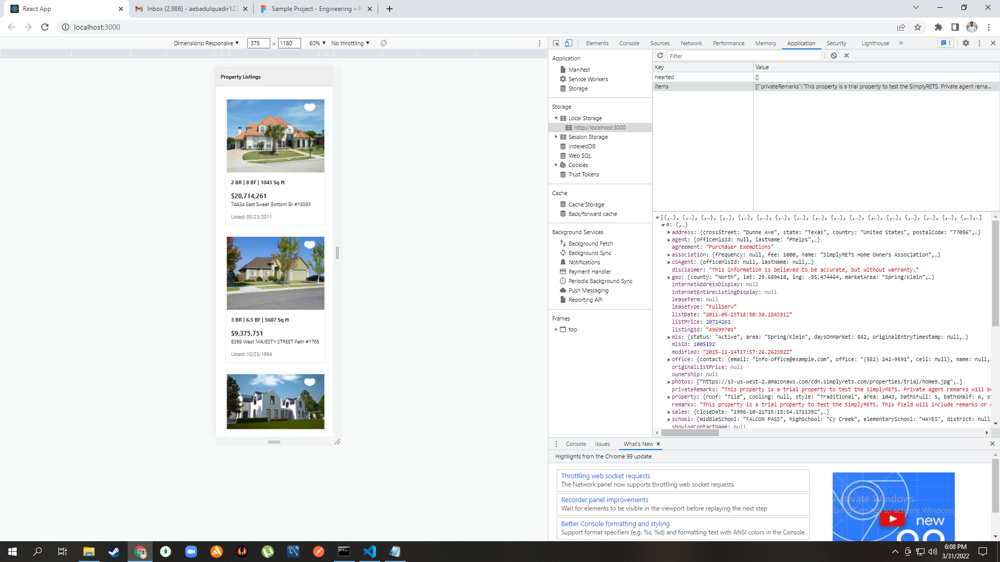 React App
Inbox (2,986) - aebadulquadir123
Sample Project - Engineering – Fi
localhost:3000
Dimensions: Responsive ▼ 375 × 1180 60% ▼ No throttling ▼
Elements Console Sources Network Performance Memory Application Security Lighthouse » 1
Property Listings
2 BR | 8 BF | 1043 Sq ft
$20,714,261
74434 East Sweet Bottom Br #18393
Listed: 05/23/2011
3 BR | 6.5 BF | 5607 Sq ft
$9,375,751
8369 West MAJESTY STREET Path #1765
Listed: 10/25/1994
Application
Manifest
Service Workers
Storage
Storage
Local Storage
http://localhost:3000
Session Storage
IndexedDB
Web SQL
Cookies
Trust Tokens
Cache
Cache Storage
Back/forward cache
Background Services
Background Fetch
Background Sync
Notifications
Payment Handler
Periodic Background Sync
Push Messaging
Reporting API
Frames
top
Filter
Key Value
hearted []
items [{"privateRemarks":"This property is a trial property to test the SimplyRETS. Private agent rema...
[{,…}, {,…}, {,…}, {,…}, {,…}, {,…}, {,…}, {,…}, {,…}, {,…}, {,…}, {,…}, {,…}, {,…}, {,…}, {,…}, {,…},…]
0: {,…}
address: {crossStreet: "Dunne Ave", state: "Texas", country: "United States", postalCode: "77096",…}
agent: {officeMlsId: null, lastName: "Phelps",…}
agreement: "Purchaser Exemptions"
association: {frequency: null, fee: 1000, name: "SimplyRETS Home Owners Association",…}
coAgent: {officeMlsId: null, lastName: null,…}
disclaimer: "This information is believed to be accurate, but without warranty."
geo: {county: "North", lat: 29.689418, lng: -95.474464, marketArea: "Spring/Klein",…}
internetAddressDisplay: null
internetEntireListingDisplay: null
leaseTerm: null
leaseType: "FullServ"
listDate: "2011-05-23T18:50:30.184391Z"
listPrice: 20714261
listingId: "49699701"
mls: {status: "Active", area: "Spring/Klein", daysOnMarket: 862, originalEntryTimestamp: null,…}
mlsId: 1005192
modified: "2015-11-14T17:57:26.262392Z"
office: {contact: {email: "info-office@example.com", office: "(582) 242-9591", cell: null}, name: null,
originalListPrice: null
ownership: null
photos: ["https://s3-us-west-2.amazonaws.com/cdn.simplyrets.com/properties/trial/home9.jpg",…]
privateRemarks: "This property is a trial property to test the SimplyRETS. Private agent remarks will be
property: {roof: "Tile", cooling: null, style: "Traditional", area: 1043, bathsFull: 5, bathsHalf: 6, st
remarks: "This property is a trial property to test the SimplyRETS. This field will include remarks or
sales: {closeDate: "1996-10-21T15:15:54.171139Z",…}
school: {middleSchool: "FALCON PASS", highSchool: "Cy Creek", elementarySchool: "HAYES", district: null
showingContactName: null
Console Issues What's New
Highlights from the Chrome 99 update
Throttling web socket requests
The Network panel now supports throttling web socket requests.
Recorder panel improvements
Wait for elements to be visible in the viewport before replaying the next step
Better Console formatting and styling
Support format specifiers (e.g. %s, %d) and formatting text with ANSI colors in the Console.
Activate Windows
Go to Settings to activate Windows.
new
99
6:08 PM
3/31/2022